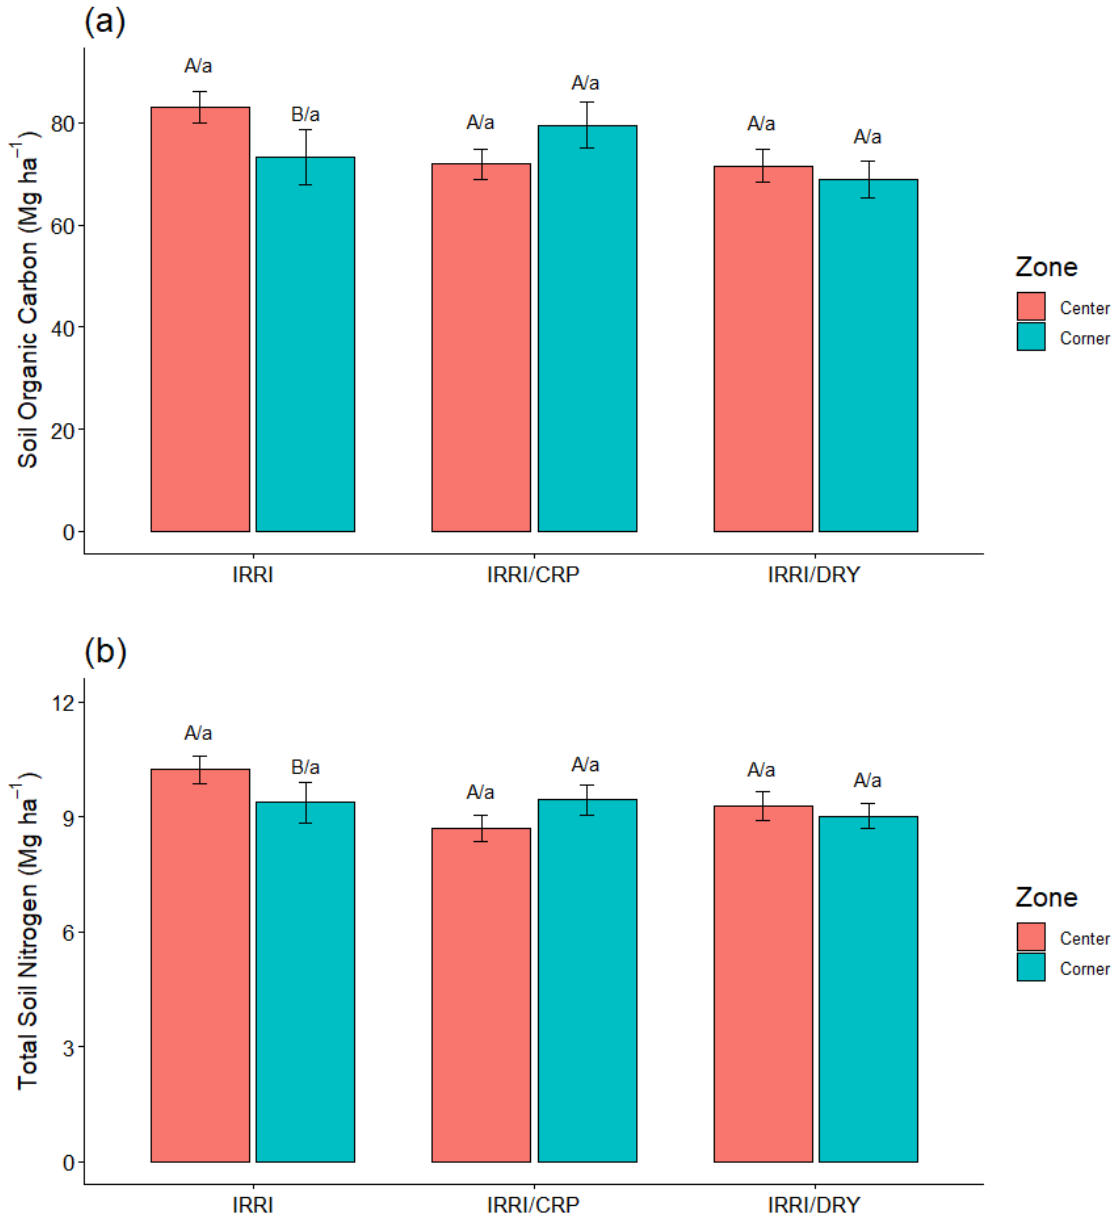 (a)
Soil Organic Carbon (Mg ha⁻¹)
80
60
40
20
0
A/a
B/a
A/a
A/a
A/a
A/a
IRRI
IRRI/CRP
IRRI/DRY
Zone
Center
Corner
(b)
Total Soil Nitrogen (Mg ha⁻¹)
12
9
6
3
0
A/a
B/a
A/a
A/a
A/a
A/a
IRRI
IRRI/CRP
IRRI/DRY
Zone
Center
Corner